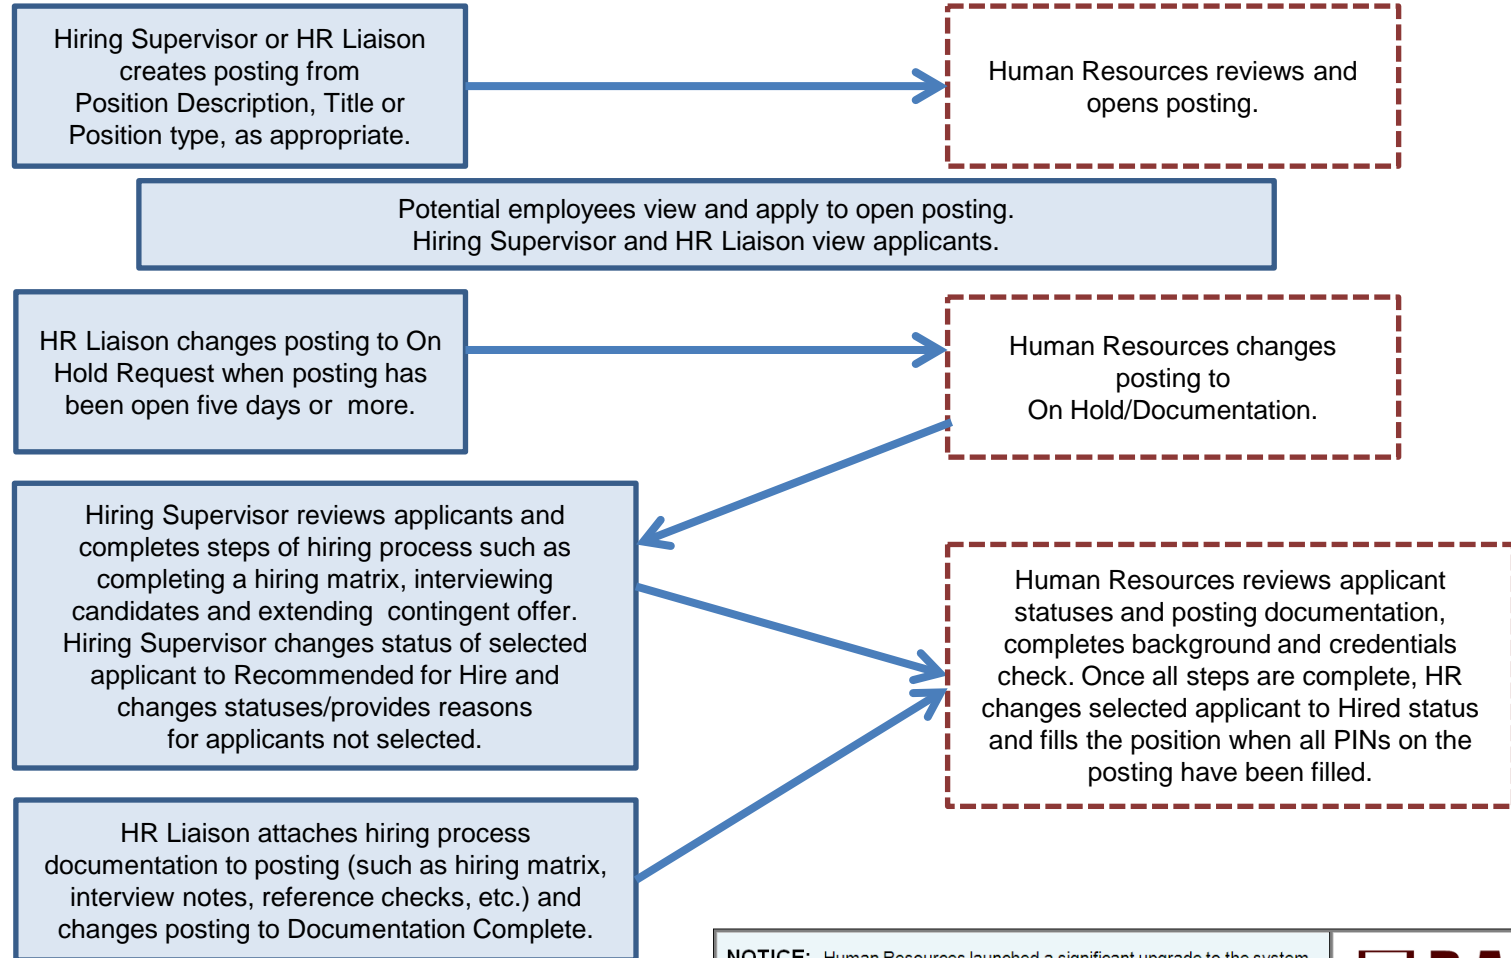 Hiring Supervisor or HR Liaison
creates posting from
Position Description, Title or
Position type, as appropriate.
Human Resources reviews and
opens posting.
Potential employees view and apply to open posting.
Hiring Supervisor and HR Liaison view applicants.
HR Liaison changes posting to On
Hold Request when posting has
been open five days or more.
Human Resources changes
posting to
On Hold/Documentation.
Hiring Supervisor reviews applicants and
completes steps of hiring process such as
completing a hiring matrix, interviewing
candidates and extending contingent offer.
Hiring Supervisor changes status of selected
applicant to Recommended for Hire and
changes statuses/provides reasons
for applicants not selected.
Human Resources reviews applicant
statuses and posting documentation,
completes background and credentials
check. Once all steps are complete, HR
changes selected applicant to Hired status
and fills the position when all PINs on the
posting have been filled.
HR Liaison attaches hiring process
documentation to posting (such as hiring matrix,
interview notes, reference checks, etc.) and
changes posting to Documentation Complete.
NOTICE: Human Resources launched a significant upgrade to the system